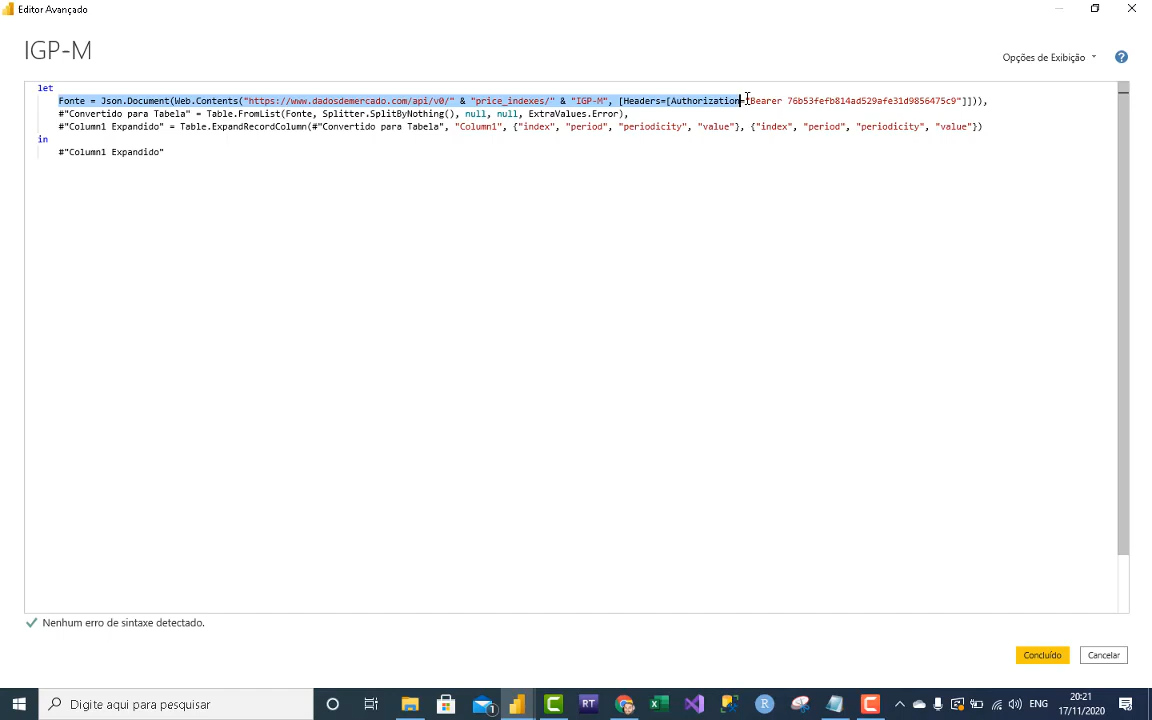 Editor Avançado
IGP-M
Opções de Exibição
let
Fonte = Json.Document(Web.Contents("https://www.dadosdemercado.com/api/v0/" & "price_indexes/" & "IGP-M", [Headers=[Authorization="Bearer 76b53fefb814ad529afe31d9856475c9"]])),
#"Convertido para Tabela" = Table.FromList(Fonte, Splitter.SplitByNothing(), null, null, ExtraValues.Error),
#"Column1 Expandido" = Table.ExpandRecordColumn(#"Convertido para Tabela", "Column1", {"index", "period", "periodicity", "value"}, {"index", "period", "periodicity", "value"})
in
#"Column1 Expandido"
Nenhum erro de sintaxe detectado.
Concluído
Cancelar
Digite aqui para pesquisar
1
RT
ENG
20:21
17/11/2020